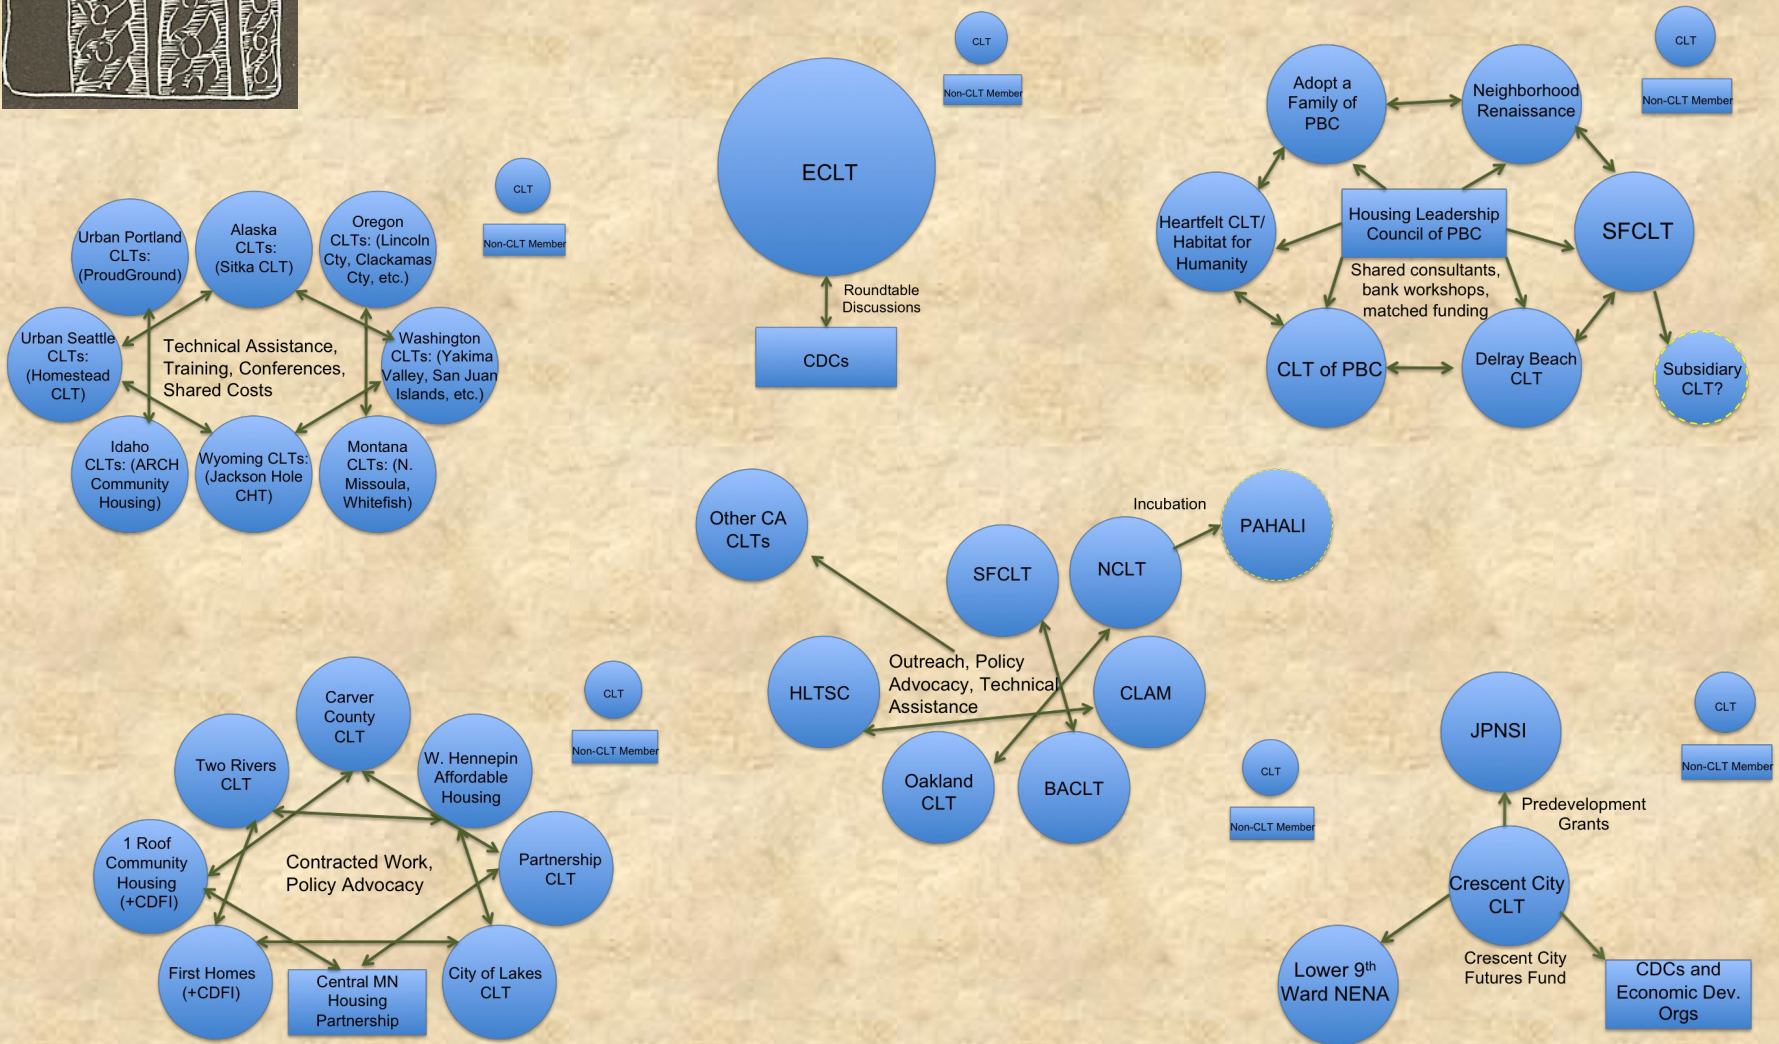 CLT
Non-CLT Member
Urban Portland
CLTs:
(ProudGround)
Alaska
CLTs:
(Sitka CLT)
Oregon
CLTs: (Lincoln
Cty, Clackamas
Cty, etc.)
Urban Seattle
CLTs:
(Homestead
CLT)
Technical Assistance,
Training, Conferences,
Shared Costs
Washington
CLTs: (Yakima
Valley, San Juan
Islands, etc.)
Idaho
CLTs: (ARCH
Community
Housing)
Wyoming CLTs:
(Jackson Hole
CHT)
Montana
CLTs: (N.
Missoula,
Whitefish)
CLT
Non-CLT Member
ECLT
Roundtable
Discussions
CDCs
CLT
Non-CLT Member
Adopt a
Family of
PBC
Neighborhood
Renaissance
Heartfelt CLT/
Habitat for
Humanity
Housing Leadership
Council of PBC
SFCLT
Shared consultants,
bank workshops,
matched funding
CLT of PBC
Delray Beach
CLT
Subsidiary
CLT?
Other CA
CLTs
SFCLT
NCLT
Incubation
PAHALI
HLTSC
Outreach, Policy
Advocacy, Technical
Assistance
CLAM
Oakland
CLT
BACLT
CLT
Non-CLT Member
Carver
County
CLT
CLT
Non-CLT Member
Two Rivers
CLT
W. Hennepin
Affordable
Housing
1 Roof
Community
Housing
(+CDFI)
Contracted Work,
Policy Advocacy
Partnership
CLT
First Homes
(+CDFI)
Central MN
Housing
Partnership
City of Lakes
CLT
JPNSI
CLT
Non-CLT Member
Predevelopment
Grants
Crescent City
CLT
Crescent City
Futures Fund
Lower 9th
Ward NENA
CDCs and
Economic Dev.
Orgs